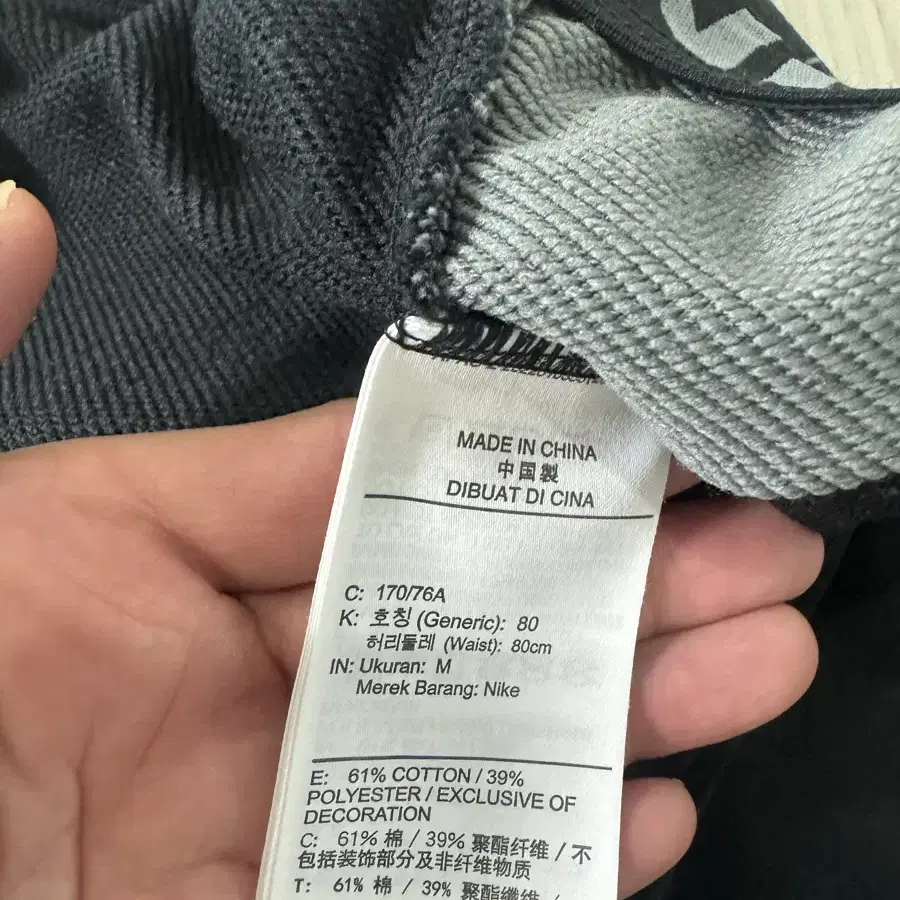 MADE IN CHINA
中国製
DIBUAT DI CINA
C: 170/76A
K: 호칭 (Generic): 80
허리둘레 (Waist): 80cm
IN: Ukuran: M
Merek Barang: Nike
E: 61% COTTON / 39%
POLYESTER / EXCLUSIVE OF
DECORATION
C: 61% 棉 / 39% 聚酯纤维 / 不
包括装饰部分及非纤维物质
T: 61% 棉 / 39% 聚酯纖維 /